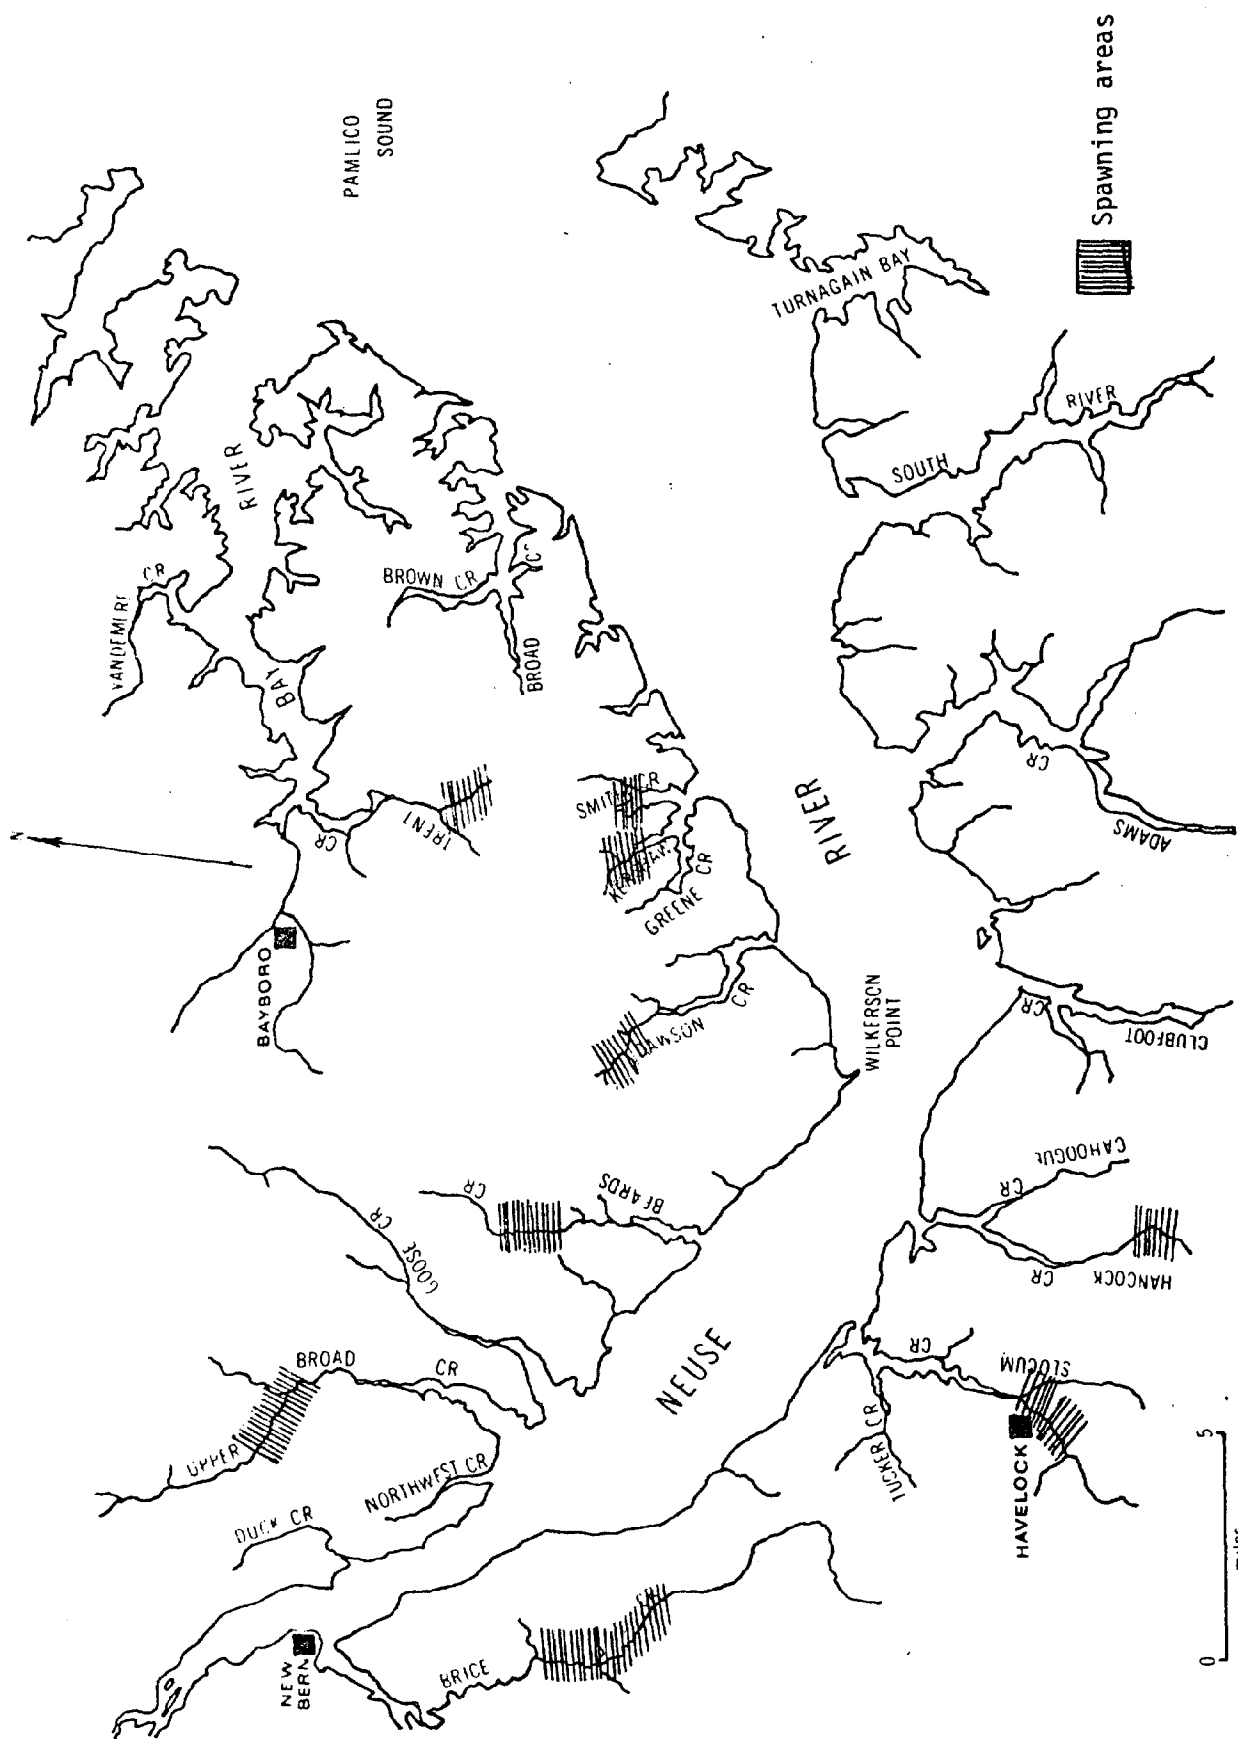 PAMLICO
SOUND
N
VANDEMERE
CR
BAY
RIVER
BROWN CR
BROAD
CR
TRENT
CR
BAYBORO
SMITH CR
GREENE
CR
DAWSON
CR
WILKERSON
POINT
BEARDS
CR
GOOSE
CR
UPPER
BROAD
CR
NORTHWEST CR
DUCK CR
NEW
BERN
BRICE
CR
NEUSE
RIVER
TUCKER CR
SLOCUM
CR
HAVELOCK
HANCOCK
CR
CR
CLUBFOOT
CR
ADAMS
CR
SOUTH
RIVER
TURNAGAIN BAY
Spawning areas
0
5